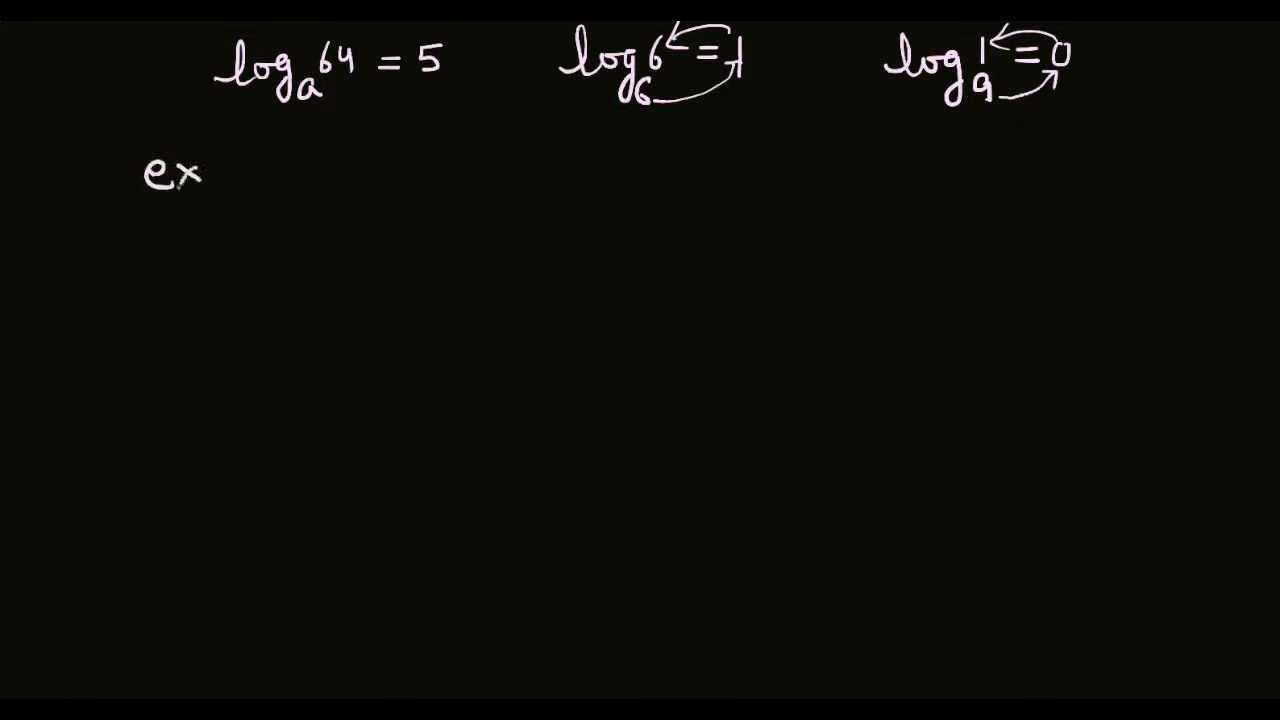 log_a 64 = 5 log_6 6 = 1 log_9 1 = 0
ex